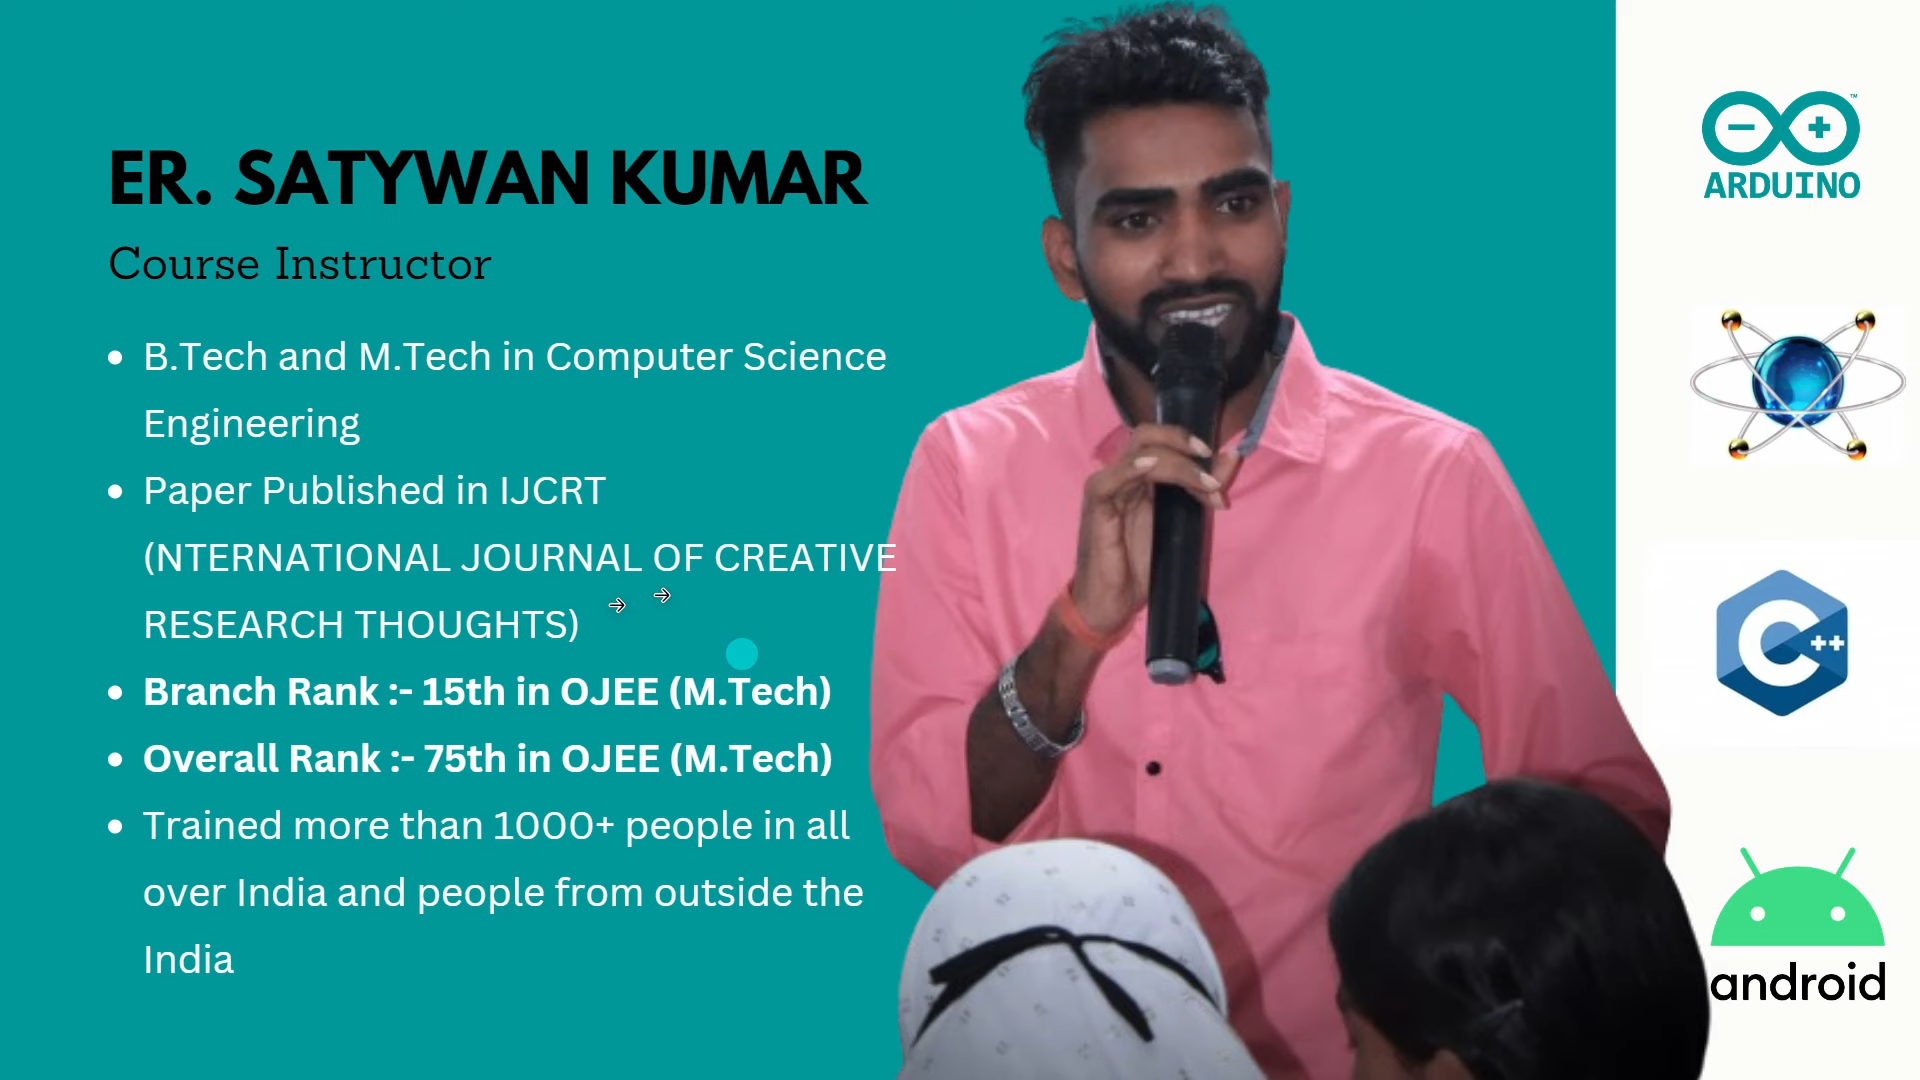 ER. SATYWAN KUMAR
Course Instructor
B.Tech and M.Tech in Computer Science
Engineering
Paper Published in IJCRT
(NTERNATIONAL JOURNAL OF CREATIVE
RESEARCH THOUGHTS)
Branch Rank :- 15th in OJEE (M.Tech)
Overall Rank :- 75th in OJEE (M.Tech)
Trained more than 1000+ people in all
over India and people from outside the
India
ARDUINO
TM
C++
android